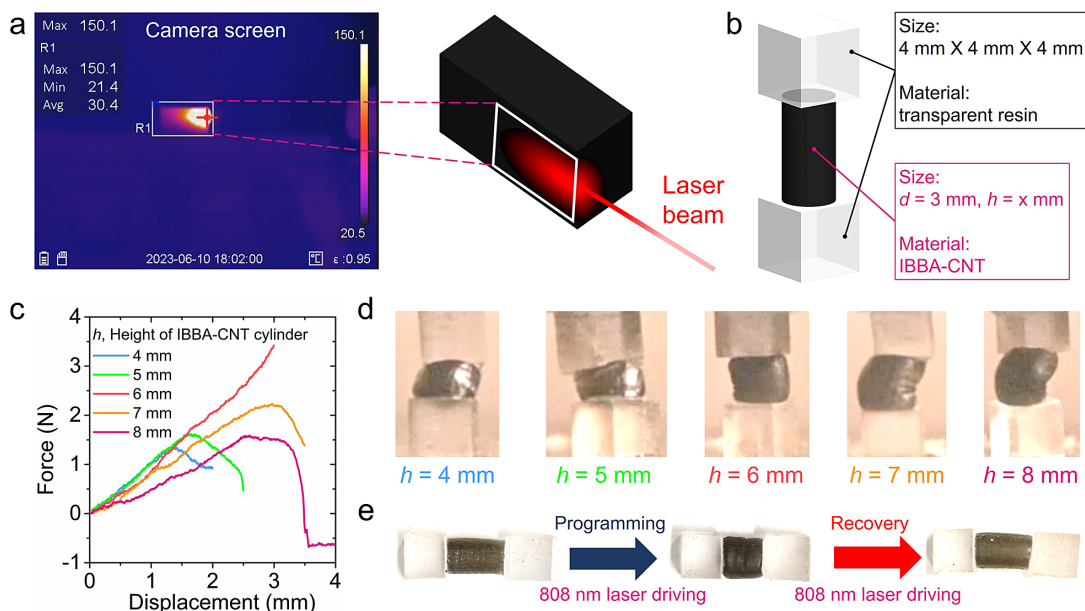 a
Max 150.1
R1
Max 150.1
Min 21.4
Avg 30.4
Camera screen
150.1
R1
20.5
2023-06-10 18:02:00
℃
ε :0.95
Laser
beam
b
Size:
4 mm X 4 mm X 4 mm
Material:
transparent resin
Size:
d = 3 mm, h = x mm
Material:
IBBA-CNT
c
h, Height of IBBA-CNT cylinder
4 mm
5 mm
6 mm
7 mm
8 mm
Force (N)
4
3
2
1
0
-1
0 1 2 3 4
Displacement (mm)
d
h = 4 mm
h = 5 mm
h = 6 mm
h = 7 mm
h = 8 mm
e
Programming
808 nm laser driving
Recovery
808 nm laser driving